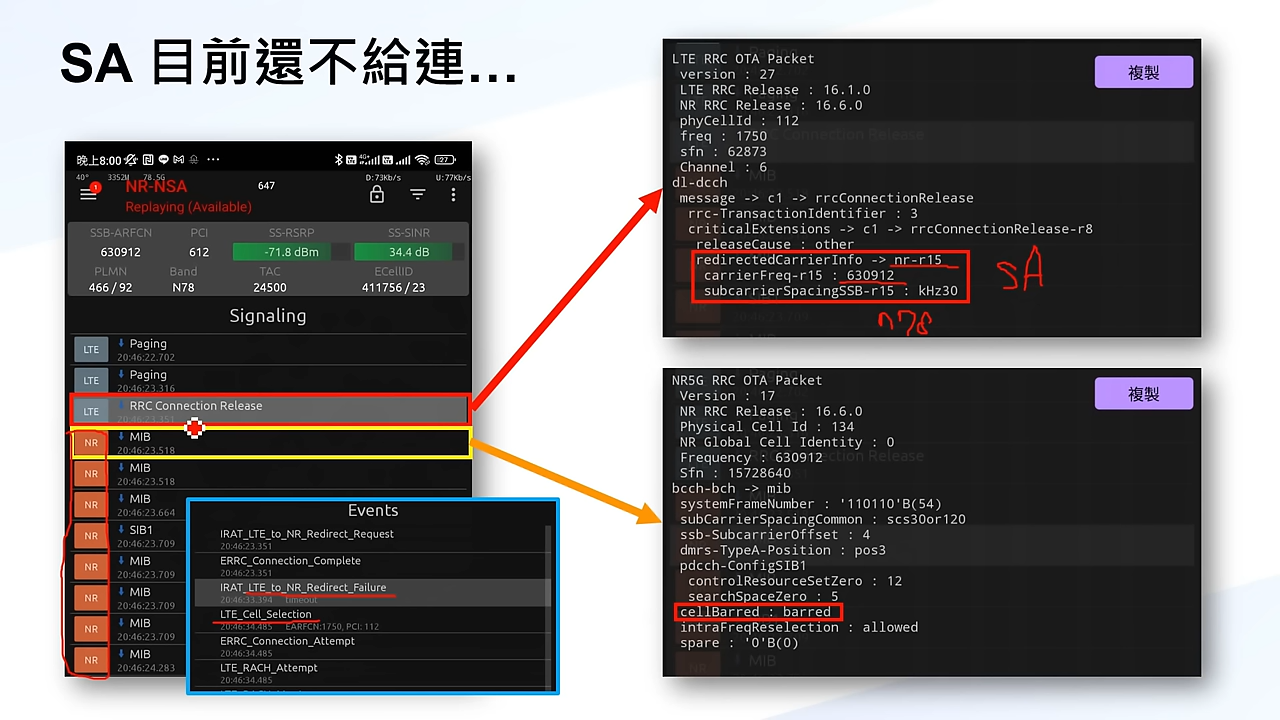 SA 目前還不給連...
晚上8:00
27
40° 3352M 78.5G
D:73Kb/s U:77Kb/s
1
NR-NSA
647
Replaying (Available)
SSB-ARFCN PCI SS-RSRP SS-SINR
630912 612 -71.8 dBm 34.4 dB
PLMN Band TAC ECellID
466 / 92 N78 24500 411756 / 23
Signaling
LTE Paging
20:46:22.702
LTE Paging
20:46:23.316
LTE RRC Connection Release
20:46:23.351
NR MIB
20:46:23.518
NR MIB
20:46:23.518
NR MIB
20:46:23.664
NR SIB1
20:46:23.709
NR MIB
20:46:23.709
NR MIB
20:46:23.709
NR MIB
20:46:23.709
NR MIB
20:46:24.283
Events
IRAT_LTE_to_NR_Redirect_Request
20:46:23.351
ERRC_Connection_Complete
20:46:23.351
IRAT_LTE_to_NR_Redirect_Failure
20:46:33.394 timeout
LTE_Cell_Selection
20:46:34.485 EARFCN:1750, PCI: 112
ERRC_Connection_Attempt
20:46:34.485
LTE_RACH_Attempt
20:46:34.485
LTE RRC OTA Packet
複製
version : 27
LTE RRC Release : 16.1.0
NR RRC Release : 16.6.0
phyCellId : 112
freq : 1750
sfn : 62873
Channel : 6
dl-dcch
message -> c1 -> rrcConnectionRelease
rrc-TransactionIdentifier : 3
criticalExtensions -> c1 -> rrcConnectionRelease-r8
releaseCause : other
redirectedCarrierInfo -> nr-r15
carrierFreq-r15 : 630912
subcarrierSpacingSSB-r15 : kHz30
SA
n78
NR5G RRC OTA Packet
複製
Version : 17
NR RRC Release : 16.6.0
Physical Cell Id : 134
NR Global Cell Identity : 0
Frequency : 630912
Sfn : 15728640
bcch-bch -> mib
systemFrameNumber : '110110'B(54)
subCarrierSpacingCommon : scs30or120
ssb-SubcarrierOffset : 4
dmrs-TypeA-Position : pos3
pdcch-ConfigSIB1
controlResourceSetZero : 12
searchSpaceZero : 5
cellBarred : barred
intraFreqReselection : allowed
spare : '0'B(0)